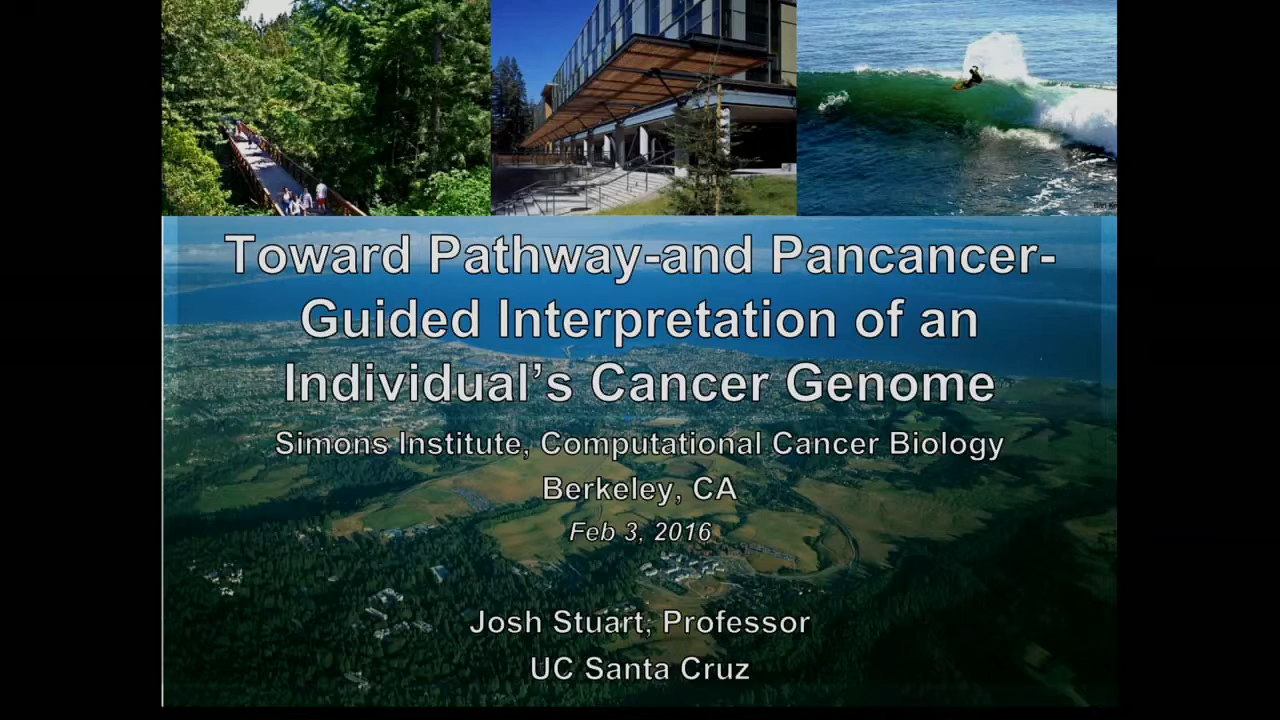 Toward Pathway-and Pancancer-
Guided Interpretation of an
Individual’s Cancer Genome
Simons Institute, Computational Cancer Biology
Berkeley, CA
Feb 3, 2016
Josh Stuart, Professor
UC Santa Cruz